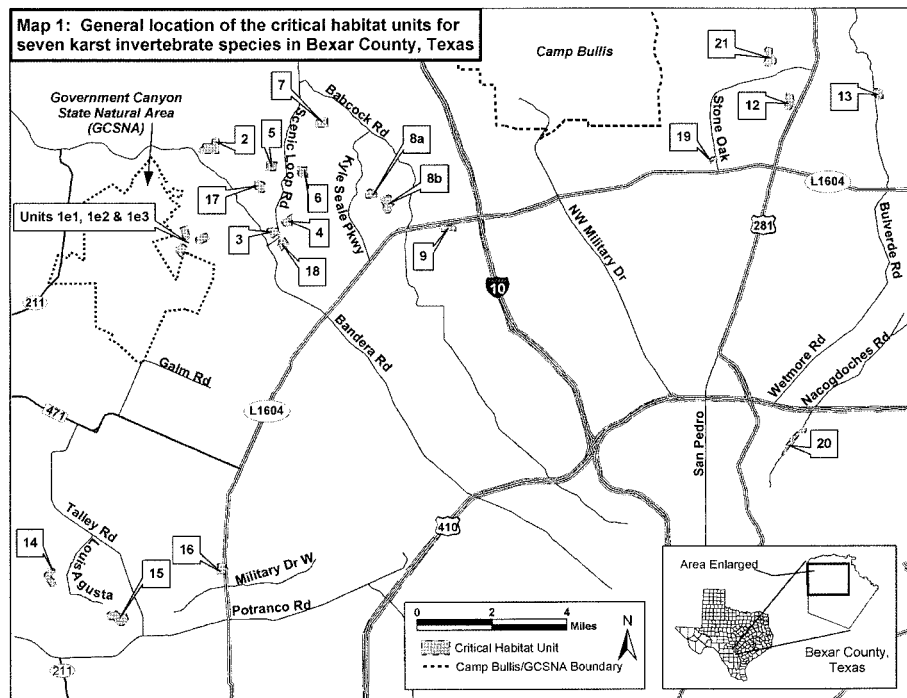 Map 1: General location of the critical habitat units for
seven karst invertebrate species in Bexar County, Texas
Camp Bullis
21
Government Canyon
State Natural Area
(GCSNA)
7
Babcock Rd
12
13
2
5
Scenic Loop Rd
8a
Stone Oak
19
Kyle Seale Pkwy
8b
L1604
17
6
Units 1e1, 1e2 & 1e3
3
4
9
NW Military Dr
281
Bulverde Rd
18
10
211
Bandera Rd
Galm Rd
Wetmore Rd
Nacogdoches Rd
L1604
471
San Pedro
20
Talley Rd
410
14
Louis Agusta
16
Military Dr W
15
Potranco Rd
211
0 2 4
Miles
N
Critical Habitat Unit
Camp Bullis/GCSNA Boundary
Area Enlarged
Bexar County,
Texas